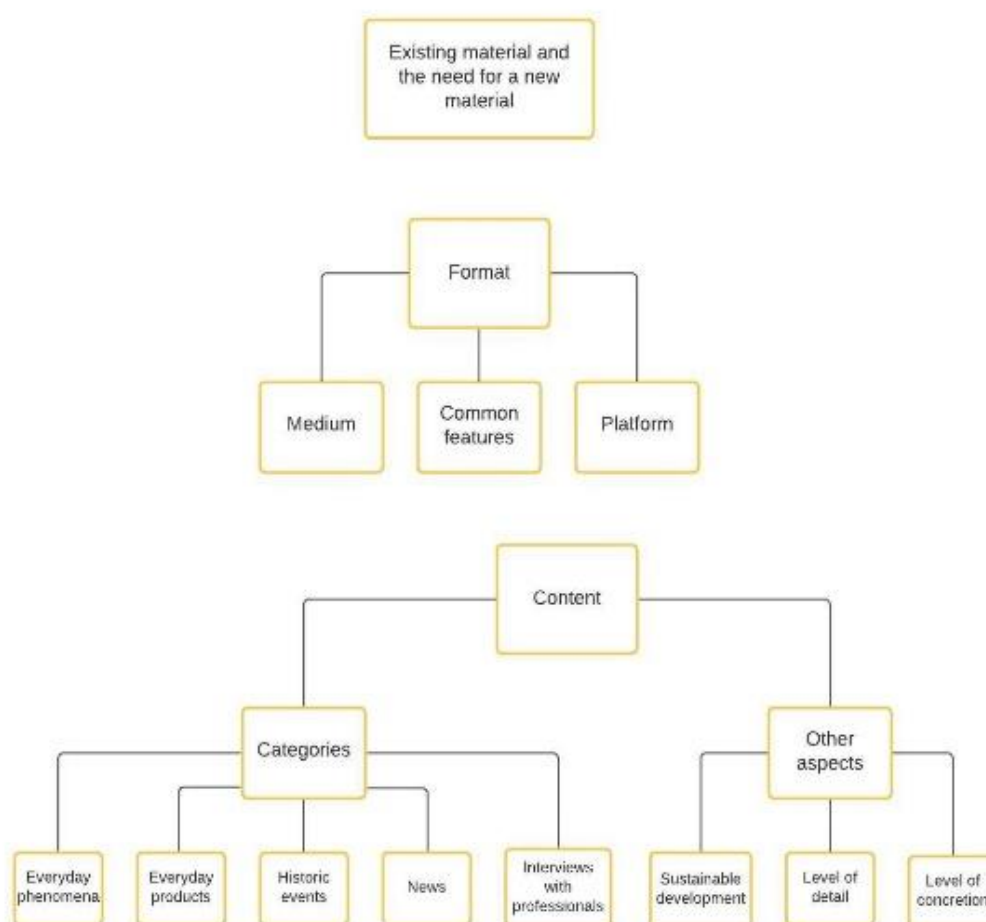 Existing material and
the need for a new
material
Format
Medium
Common
features
Platform
Content
Categories
Other
aspects
Everyday
phenomena
Everyday
products
Historic
events
News
Interviews
with
professionals
Sustainable
development
Level of
detail
Level of
concretion